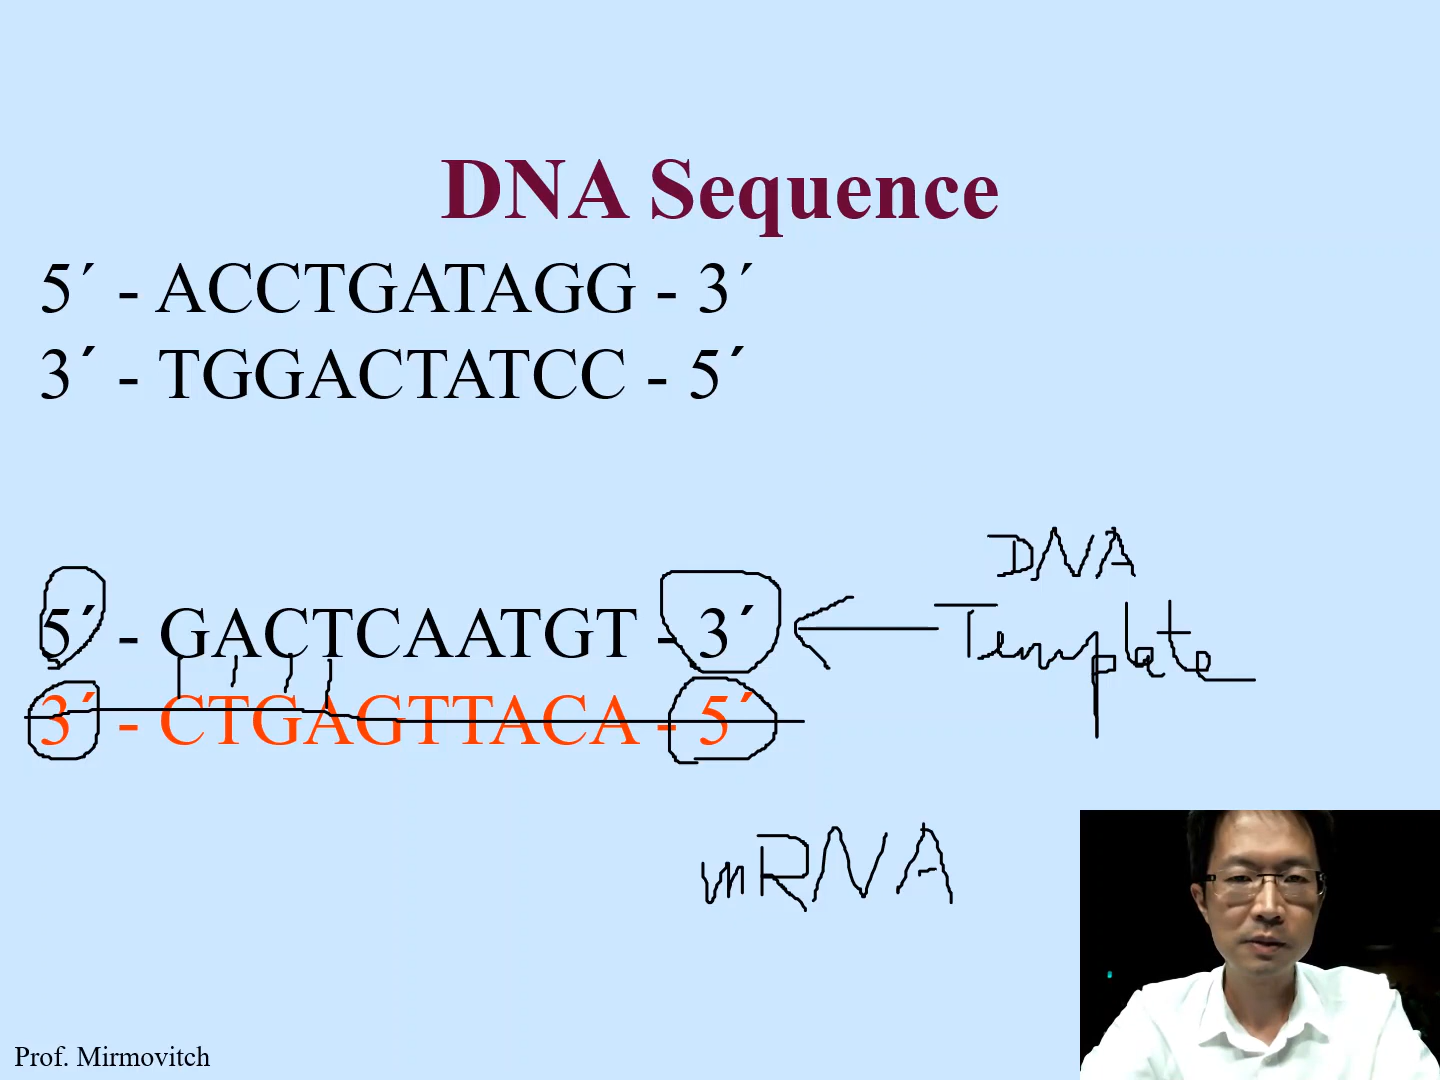 DNA Sequence
5´ - ACCTGATAGG - 3´
3´ - TGGACTATCC - 5´
DNA
Template
5´ - GACTCAATGT - 3´
3´ - CTGAGTTACA - 5´
mRNA
Prof. Mirmovitch